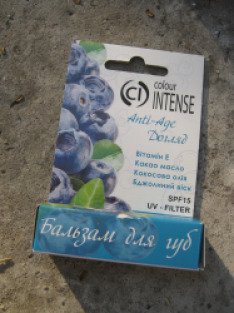 CI
colour
INTENSE
Anti-Age
Догляд
Вітамін Е
Какао масло
Кокосова олія
Бджолиний віск
SPF15
UV - FILTER
Бальзам для губ